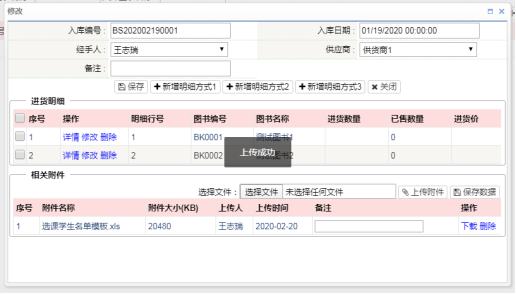 修改
入库编号： BS202002190001 入库日期： 01/19/2020 00:00:00
经手人： 王志瑞 供应商： 供货商1
备注：
保存 新增明细方式1 新增明细方式2 新增明细方式3 关闭
进货明细
序号 操作 明细行号 图书编号 图书名称 进货数量 已售数量 进货价
1 详情 修改 删除 1 BK0001 测试图书1 0
2 详情 修改 删除 2 BK0002 测试图书2 0
上传成功
相关附件
选择文件： 选择文件 未选择任何文件 上传附件 保存数据
序号 附件名称 附件大小(KB) 上传人 上传时间 备注 操作
1 选课学生名单模板.xls 20480 王志瑞 2020-02-20 下载 删除